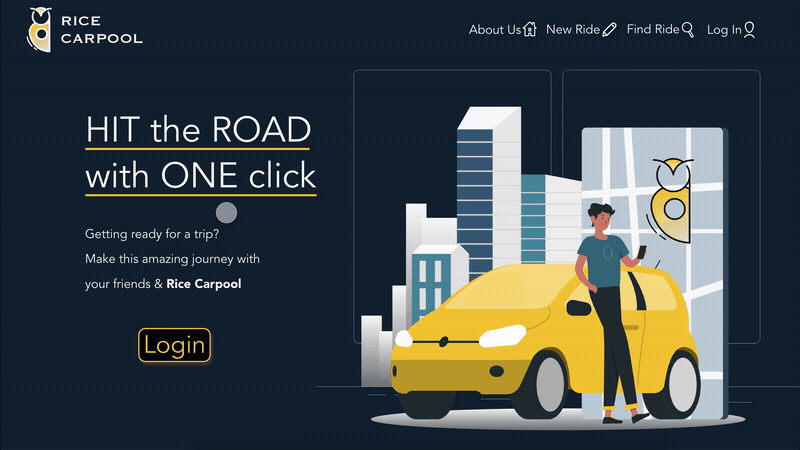 RICE
CARPOOL
About Us
New Ride
Find Ride
Log In
HIT the ROAD
with ONE click
Getting ready for a trip?
Make this amazing journey with
your friends & Rice Carpool
Login